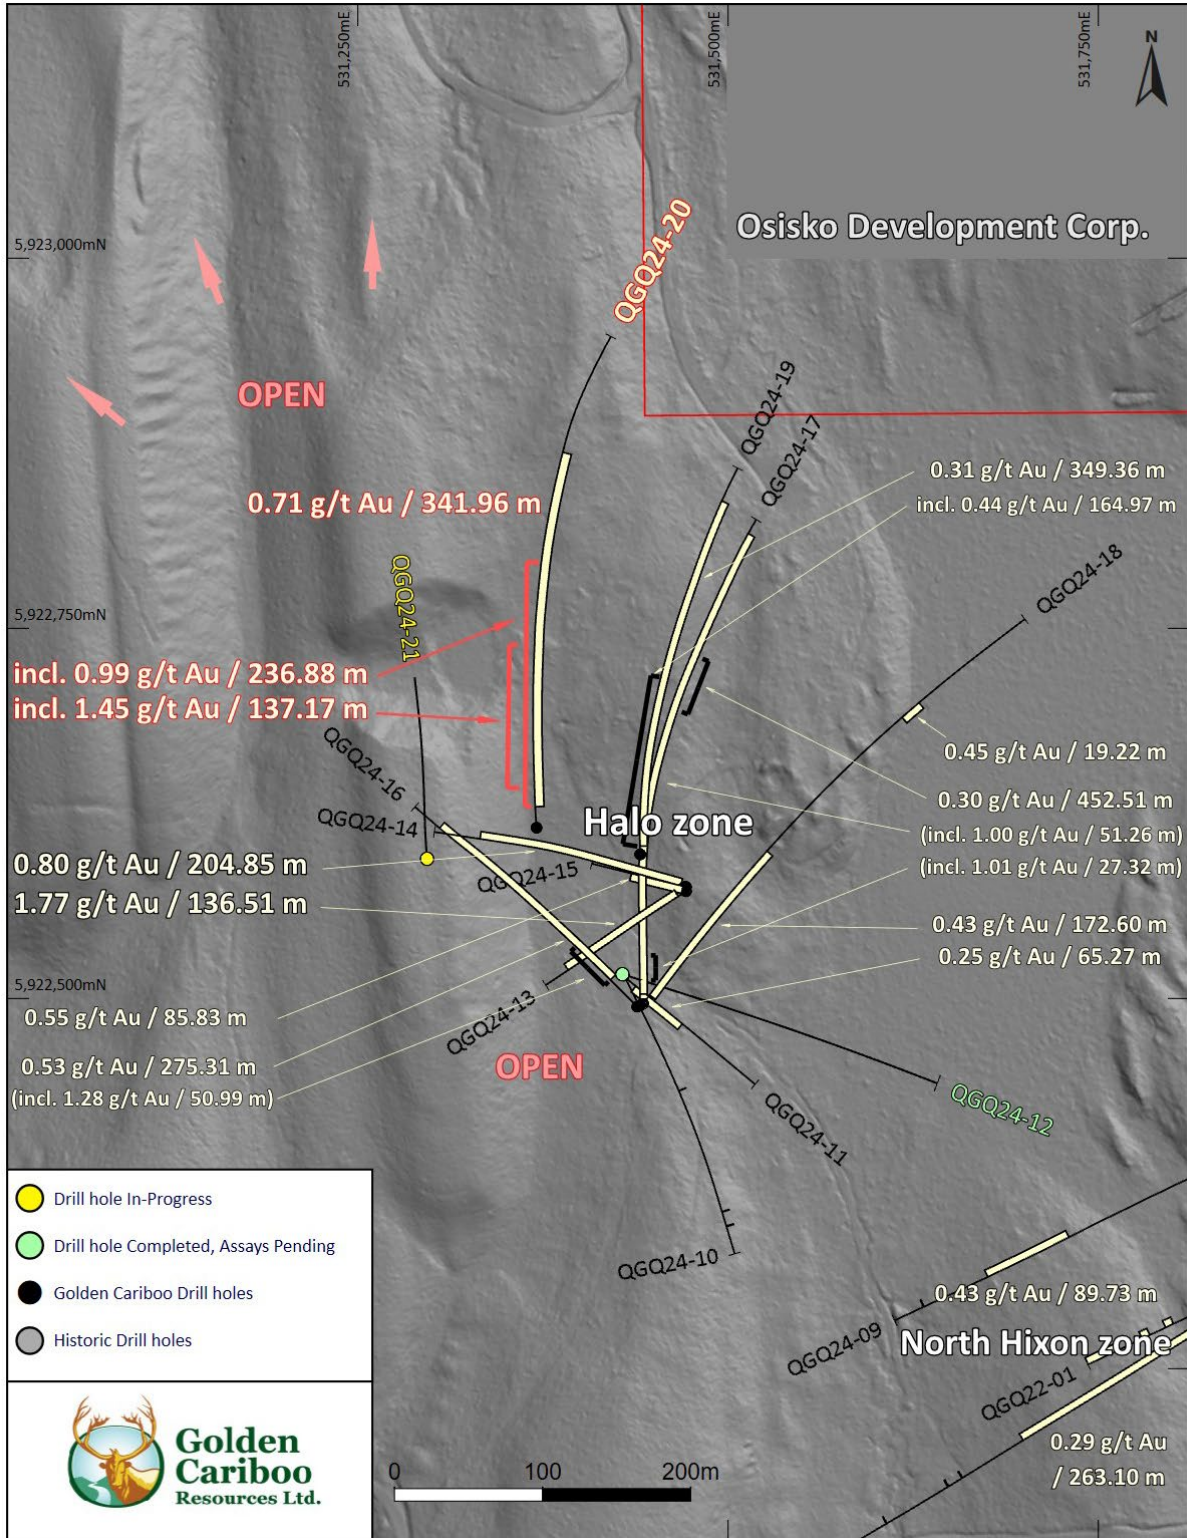 531,250mE
531,500mE
531,750mE
N
Osisko Development Corp.
5,923,000mN
QGQ24-20
OPEN
QGQ24-19
QGQ24-17
0.31 g/t Au / 349.36 m
incl. 0.44 g/t Au / 164.97 m
0.71 g/t Au / 341.96 m
QGQ24-18
QGQ24-21
5,922,750mN
incl. 0.99 g/t Au / 236.88 m
incl. 1.45 g/t Au / 137.17 m
0.45 g/t Au / 19.22 m
QGQ24-16
0.30 g/t Au / 452.51 m
(incl. 1.00 g/t Au / 51.26 m)
(incl. 1.01 g/t Au / 27.32 m)
QGQ24-14
Halo zone
0.80 g/t Au / 204.85 m
1.77 g/t Au / 136.51 m
QGQ24-15
0.43 g/t Au / 172.60 m
0.25 g/t Au / 65.27 m
5,922,500mN
QGQ24-13
0.55 g/t Au / 85.83 m
0.53 g/t Au / 275.31 m
(incl. 1.28 g/t Au / 50.99 m)
OPEN
QGQ24-12
QGQ24-11
QGQ24-10
Drill hole In-Progress
Drill hole Completed, Assays Pending
Golden Cariboo Drill holes
Historic Drill holes
0.43 g/t Au / 89.73 m
QGQ24-09
North Hixon zone
QGQ22-01
0.29 g/t Au
/ 263.10 m
Golden
Cariboo
Resources Ltd.
0
100
200m